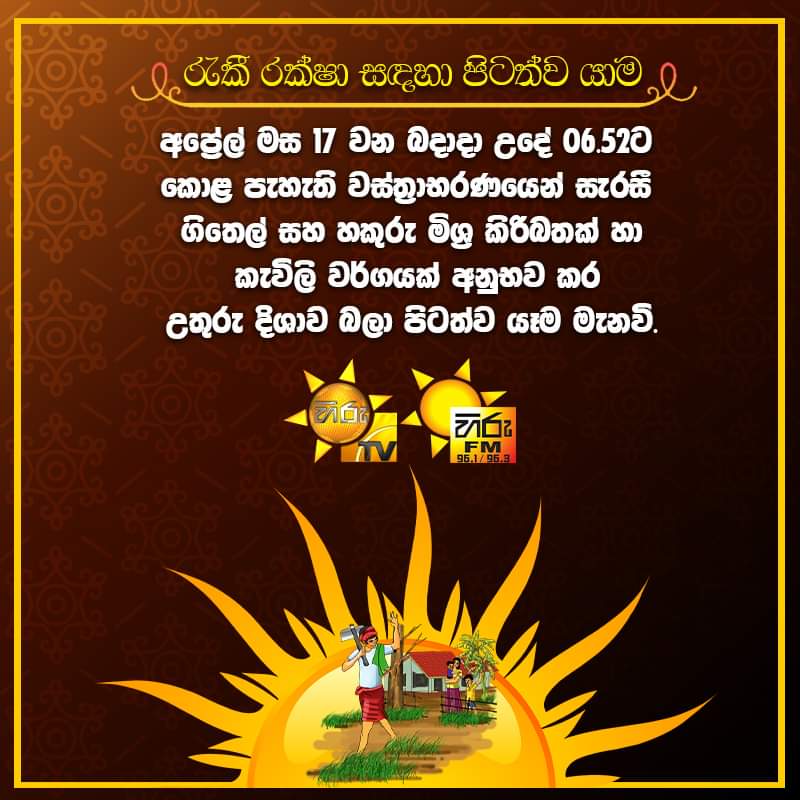 රැකී රක්ෂා සඳහා පිටත්ව යාම
අප්‍රේල් මස 17 වන බදාදා උදේ 06.52ට
කොළ පැහැති වස්ත්‍රාභරණයෙන් සැරසී
ගිතෙල් සහ හකුරු මිශ්‍ර කිරිබතක් හා
කැවිලි වර්ගයක් අනුභව කර
උතුරු දිශාව බලා පිටත්ව යෑම මැනවි.
හිරු TV
හිරු FM
96.1 / 96.3